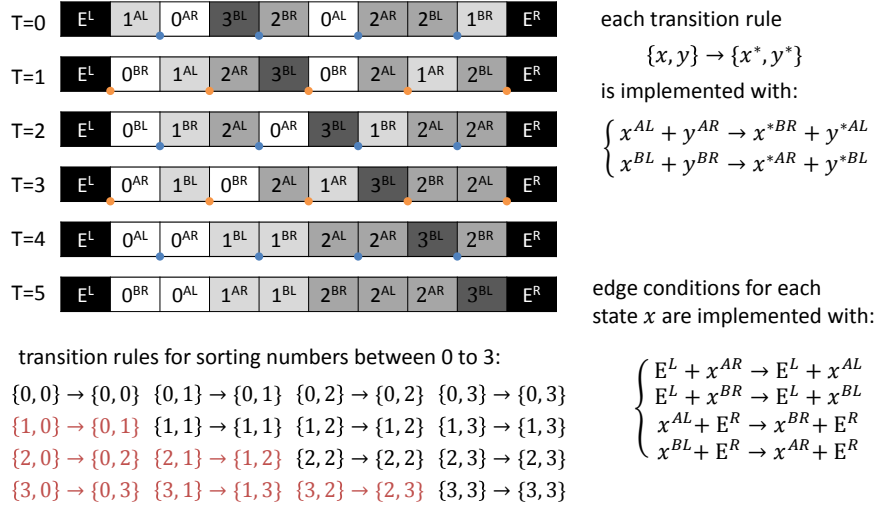 T=0 E^L 1^AL 0^AR 3^BL 2^BR 0^AL 2^AR 2^BL 1^BR E^R
T=1 E^L 0^BR 1^AL 2^AR 3^BL 0^BR 2^AL 1^AR 2^BL E^R
T=2 E^L 0^BL 1^BR 2^AL 0^AR 3^BL 1^BR 2^AL 2^AR E^R
T=3 E^L 0^AR 1^BL 0^BR 2^AL 1^AR 3^BL 2^BR 2^AL E^R
T=4 E^L 0^AL 0^AR 1^BL 1^BR 2^AL 2^AR 3^BL 2^BR E^R
T=5 E^L 0^BR 0^AL 1^AR 1^BL 2^BR 2^AL 2^AR 3^BL E^R
each transition rule
{x, y} → {x*, y*}
is implemented with:
x^AL + y^AR → x*^BR + y*^AL
x^BL + y^BR → x*^AR + y*^BL
transition rules for sorting numbers between 0 to 3:
{0, 0} → {0, 0} {0, 1} → {0, 1} {0, 2} → {0, 2} {0, 3} → {0, 3}
{1, 0} → {0, 1} {1, 1} → {1, 1} {1, 2} → {1, 2} {1, 3} → {1, 3}
{2, 0} → {0, 2} {2, 1} → {1, 2} {2, 2} → {2, 2} {2, 3} → {2, 3}
{3, 0} → {0, 3} {3, 1} → {1, 3} {3, 2} → {2, 3} {3, 3} → {3, 3}
edge conditions for each
state x are implemented with:
E^L + x^AR → E^L + x^AL
E^L + x^BR → E^L + x^BL
x^AL + E^R → x^BR + E^R
x^BL + E^R → x^AR + E^R